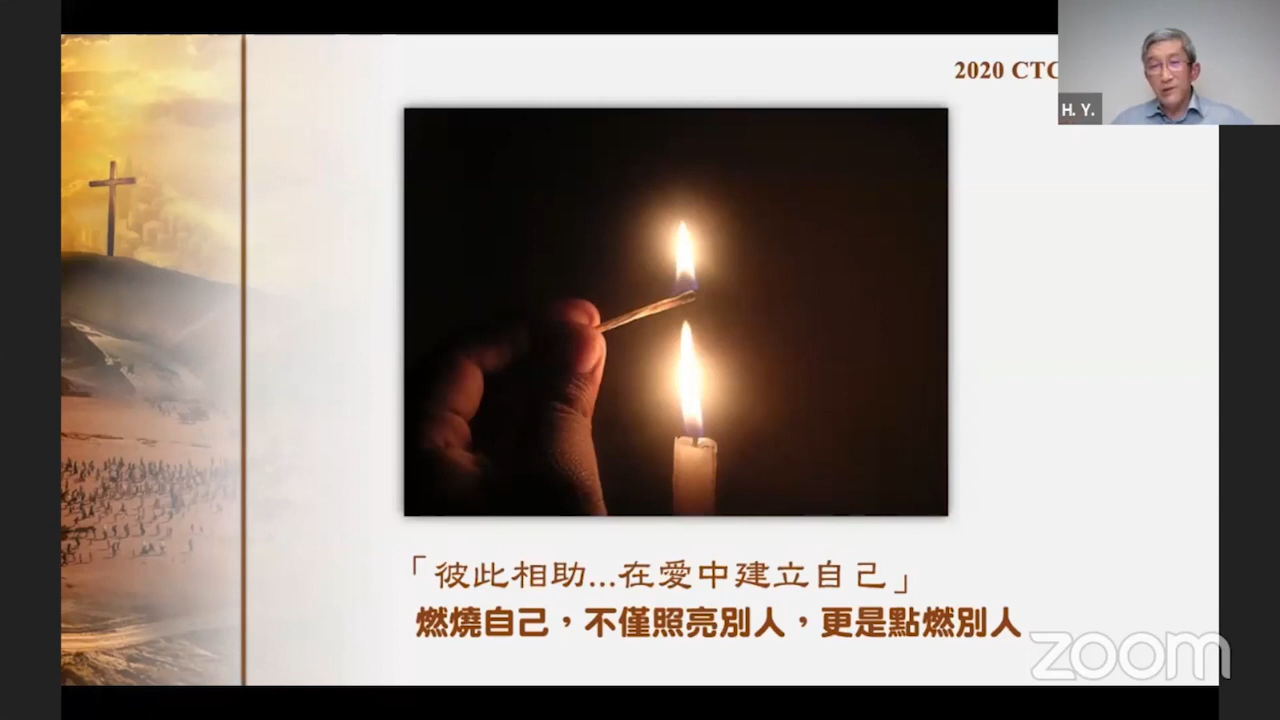 2020 CTC
H. Y.
「彼此相助...在愛中建立自己」
燃燒自己，不僅照亮別人，更是點燃別人
zoom